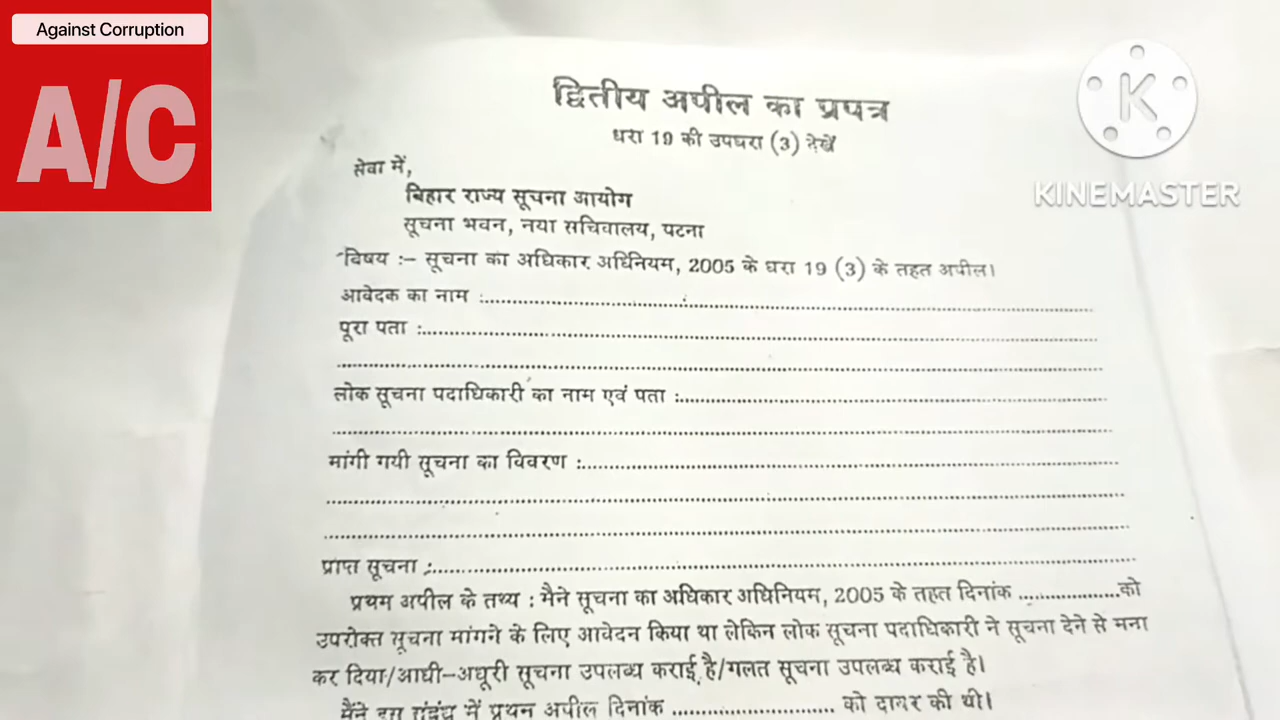 Against Corruption
A/C
K
KINEMASTER
द्वितीय अपील का प्रपत्र
धरा 19 की उपघरा (3) देखें
सेवा में,
बिहार राज्य सूचना आयोग
सूचना भवन, नया सचिवालय, पटना
विषय :– सूचना का अधिकार अधिनियम, 2005 के धरा 19 (3) के तहत अपील।
आवेदक का नाम :............................................................
पूरा पता :............................................................
............................................................
लोक सूचना पदाधिकारी का नाम एवं पता :............................................................
............................................................
मांगी गयी सूचना का विवरण :............................................................
............................................................
............................................................
प्राप्त सूचना :............................................................
प्रथम अपील के तथ्य : मैने सूचना का अधिकार अधिनियम, 2005 के तहत दिनांक ...................को
उपरोक्त सूचना मांगने के लिए आवेदन किया था लेकिन लोक सूचना पदाधिकारी ने सूचना देने से मना
कर दिया/आधी–अधूरी सूचना उपलब्ध कराई है/गलत सूचना उपलब्ध कराई है।
मैंने इस संबंध में प्रथम अपील दिनांक .............................. को दायर की थी।